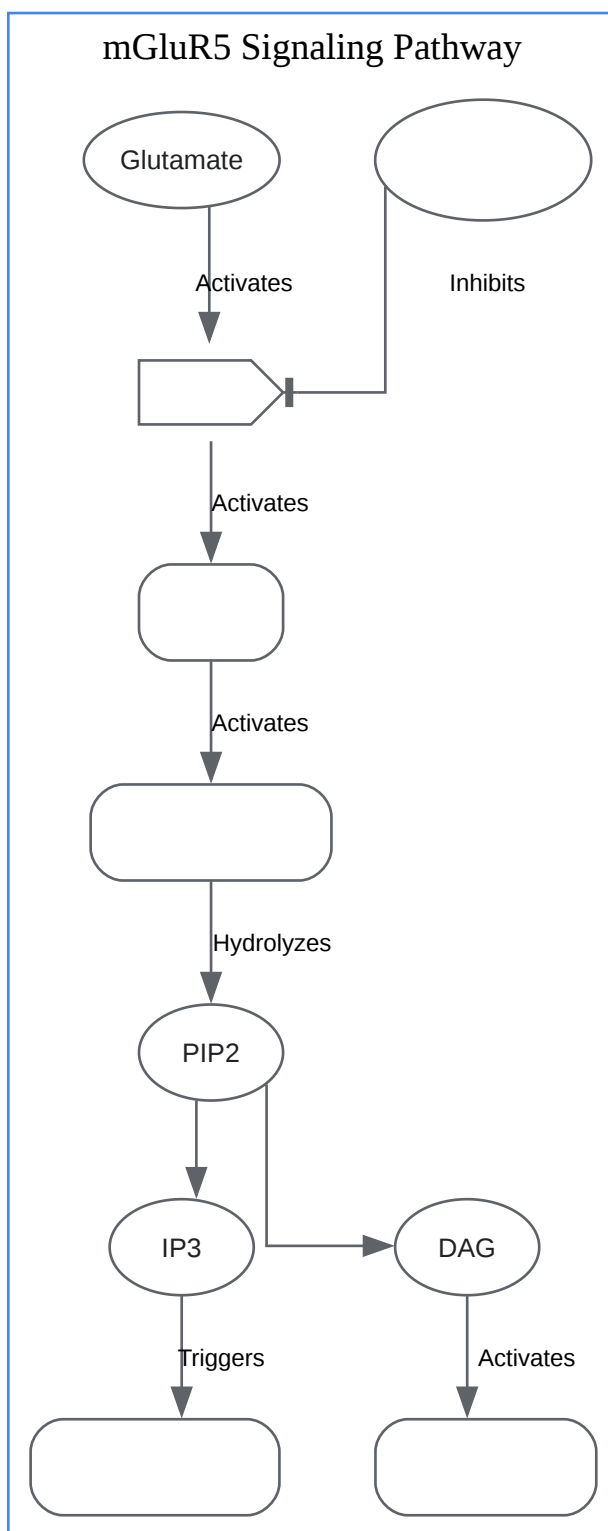 mGluR5 Signaling Pathway
Glutamate
Activates
Inhibits
Activates
Activates
Hydrolyzes
PIP2
IP3
DAG
Triggers
Activates